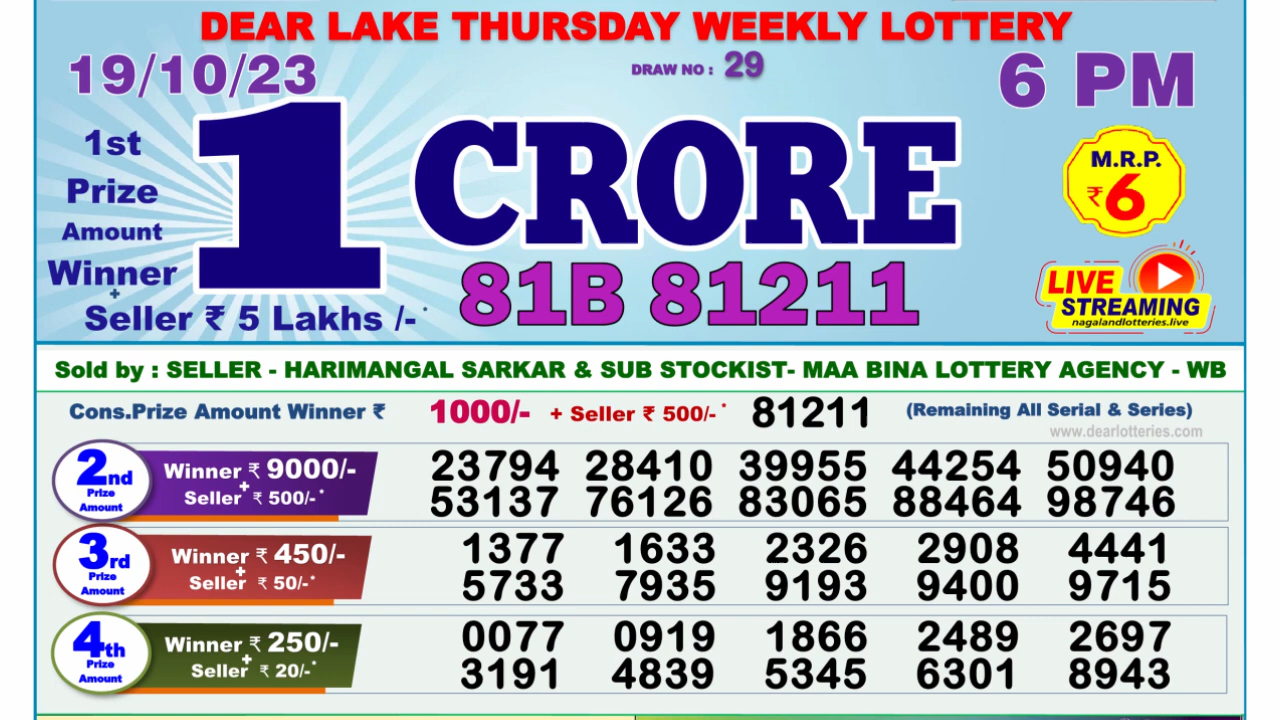 DEAR LAKE THURSDAY WEEKLY LOTTERY
19/10/23
DRAW NO : 29
6 PM
1st
Prize
Amount
Winner
+
Seller ₹ 5 Lakhs /- *
1 CRORE
81B 81211
M.R.P.
₹ 6
LIVE
STREAMING
nagalandlotteries.live
Sold by : SELLER - HARIMANGAL SARKAR & SUB STOCKIST- MAA BINA LOTTERY AGENCY - WB
Cons.Prize Amount Winner ₹ 1000/- + Seller ₹ 500/- * 81211 (Remaining All Serial & Series)
www.dearlotteries.com
2nd
Prize
Amount
Winner ₹ 9000/-
+
Seller ₹ 500/- *
23794 28410 39955 44254 50940
53137 76126 83065 88464 98746
3rd
Prize
Amount
Winner ₹ 450/-
+
Seller ₹ 50/- *
1377 1633 2326 2908 4441
5733 7935 9193 9400 9715
4th
Prize
Amount
Winner ₹ 250/-
+
Seller ₹ 20/- *
0077 0919 1866 2489 2697
3191 4839 5345 6301 8943